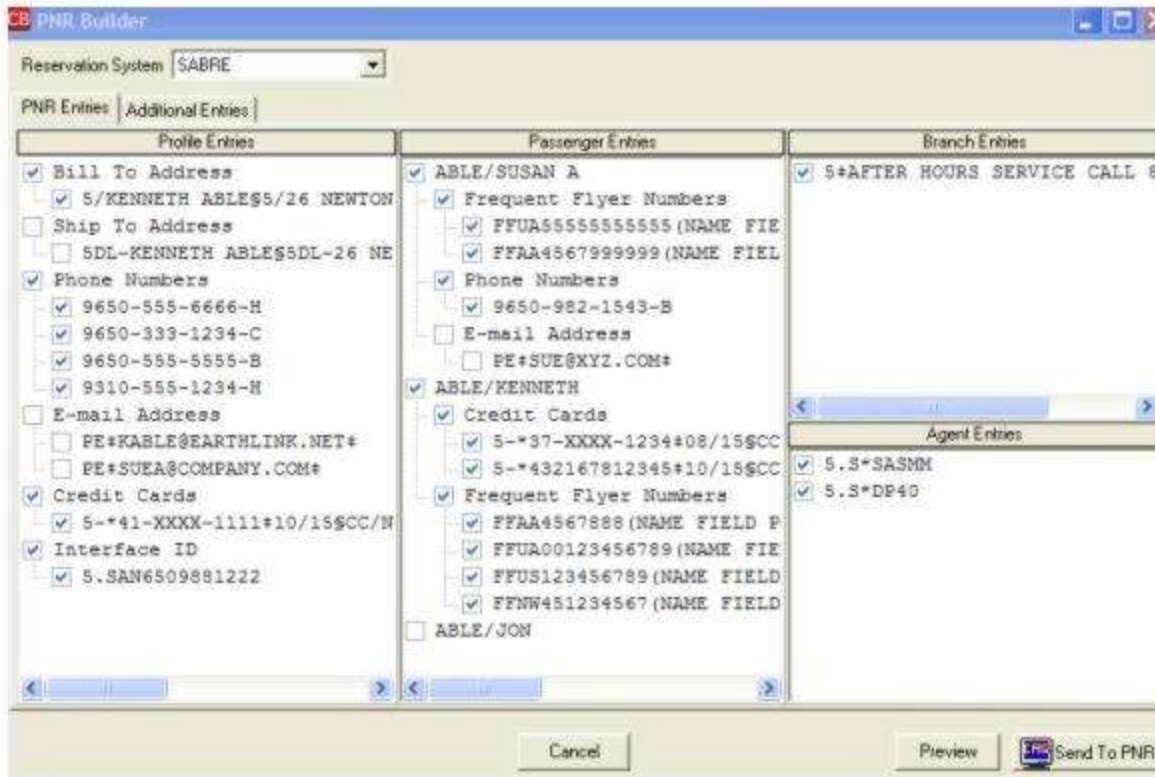 CB PNR Builder
Reservation System SABRE
PNR Entries Additional Entries
Profile Entries
Bill To Address
5/KENNETH ABLE§5/26 NEWTON
Ship To Address
5DL-KENNETH ABLE§5DL-26 NE
Phone Numbers
9650-555-6666-H
9650-333-1234-C
9650-555-5555-B
9310-555-1234-H
E-mail Address
PE‡KABLE@EARTHLINK.NET‡
PE‡SUEA@COMPANY.COM‡
Credit Cards
5-*41-XXXX-1111‡10/15§CC/N
Interface ID
5.SAN6509881222
Passenger Entries
ABLE/SUSAN A
Frequent Flyer Numbers
FFUA55555555555(NAME FIE
FFAA4567999999(NAME FIEL
Phone Numbers
9650-982-1543-B
E-mail Address
PE‡SUE@XYZ.COM‡
ABLE/KENNETH
Credit Cards
5-*37-XXXX-1234‡08/15§CC
5-*432167812345‡10/15§CC
Frequent Flyer Numbers
FFAA4567888(NAME FIELD P
FFUA00123456789(NAME FIE
FFUS123456789(NAME FIELD
FFNW451234567(NAME FIELD
ABLE/JON
Branch Entries
5‡AFTER HOURS SERVICE CALL
Agent Entries
5.S*SASMM
5.S*DP40
Cancel
Preview
Send To PNR